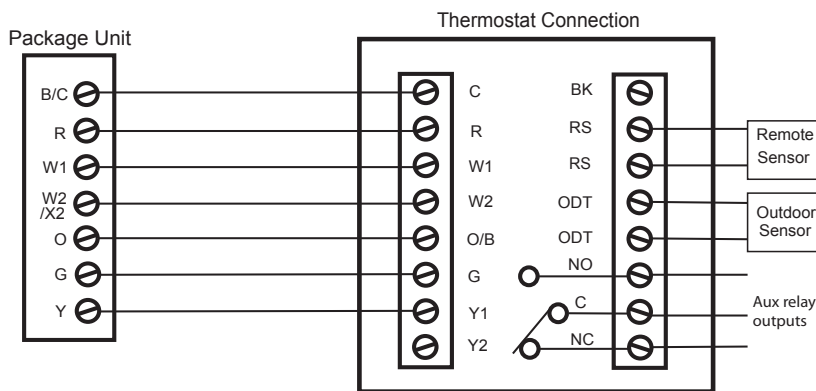 Thermostat Connection
Package Unit
B/C
R
W1
W2
/X2
O
G
Y
C
R
W1
W2
O/B
G
Y1
Y2
BK
RS
RS
ODT
ODT
NO
C
NC
Remote
Sensor
Outdoor
Sensor
Aux relay
outputs